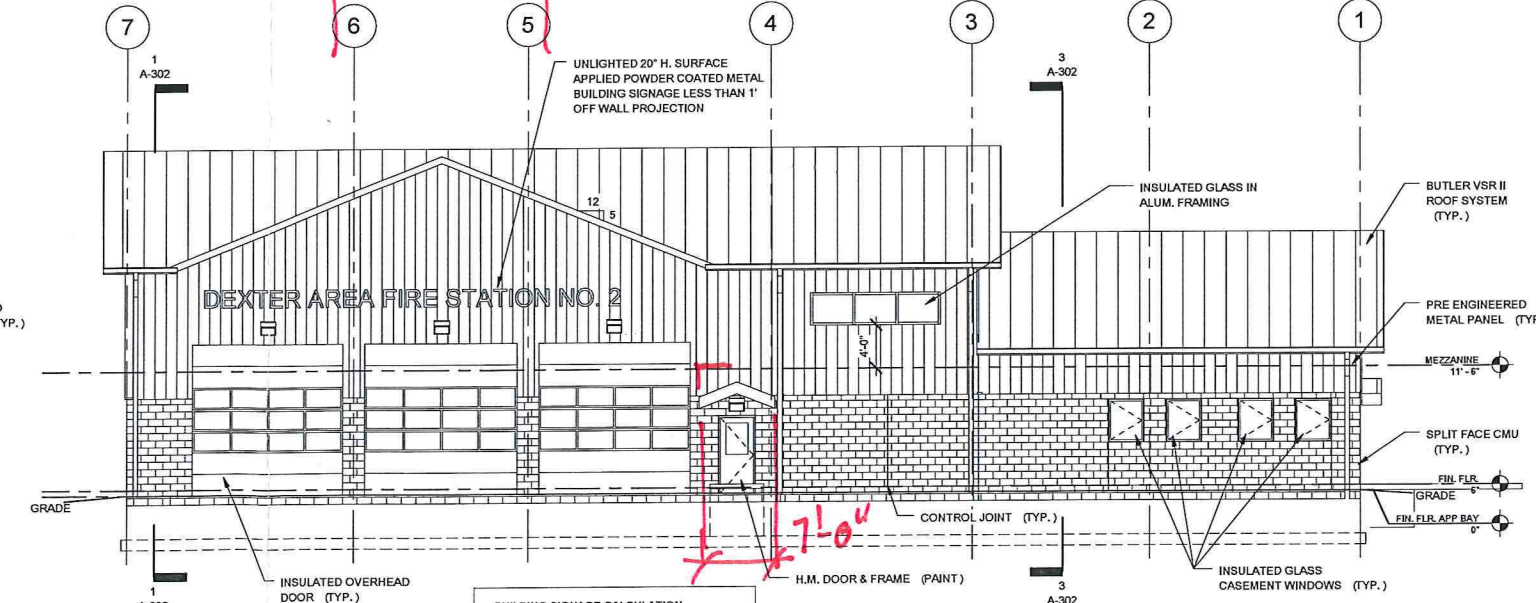 7
6
5
4
3
2
1
1
A-302
3
A-302
UNLIGHTED 20" H. SURFACE
APPLIED POWDER COATED METAL
BUILDING SIGNAGE LESS THAN 1'
OFF WALL PROJECTION
12
5
INSULATED GLASS IN
ALUM. FRAMING
BUTLER VSR II
ROOF SYSTEM
(TYP.)
DEXTER AREA FIRE STATION NO. 2
YP.)
4'-0"
PRE ENGINEERED
METAL PANEL (TYP
MEZZANINE
11' - 6"
SPLIT FACE CMU
(TYP.)
FIN. FLR.
6"
GRADE
GRADE
FIN. FLR. APP BAY
0"
CONTROL JOINT (TYP.)
7'-0"
H.M. DOOR & FRAME (PAINT)
INSULATED OVERHEAD
DOOR (TYP.)
INSULATED GLASS
CASEMENT WINDOWS (TYP.)
1
3
A-302